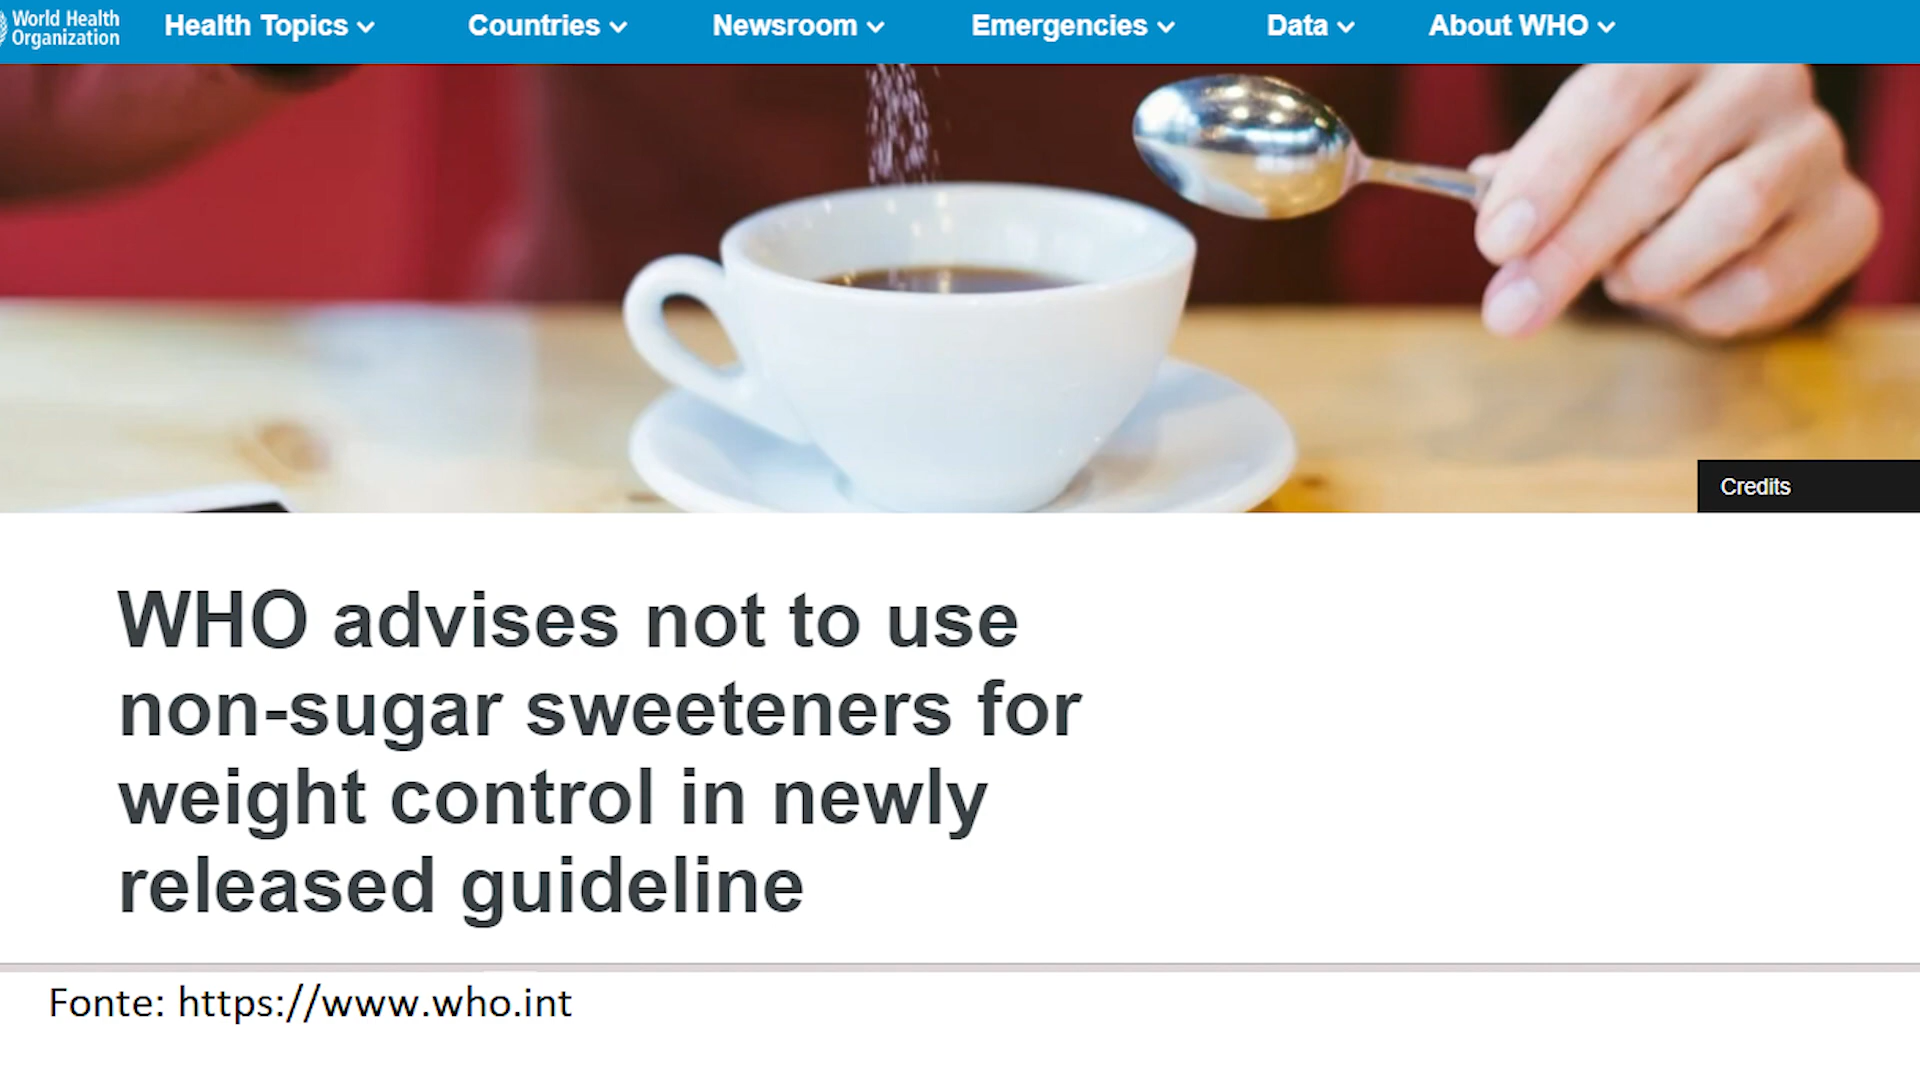 World Health
Organization
Health Topics
Countries
Newsroom
Emergencies
Data
About WHO
Credits
WHO advises not to use
non-sugar sweeteners for
weight control in newly
released guideline
Fonte: https://www.who.int